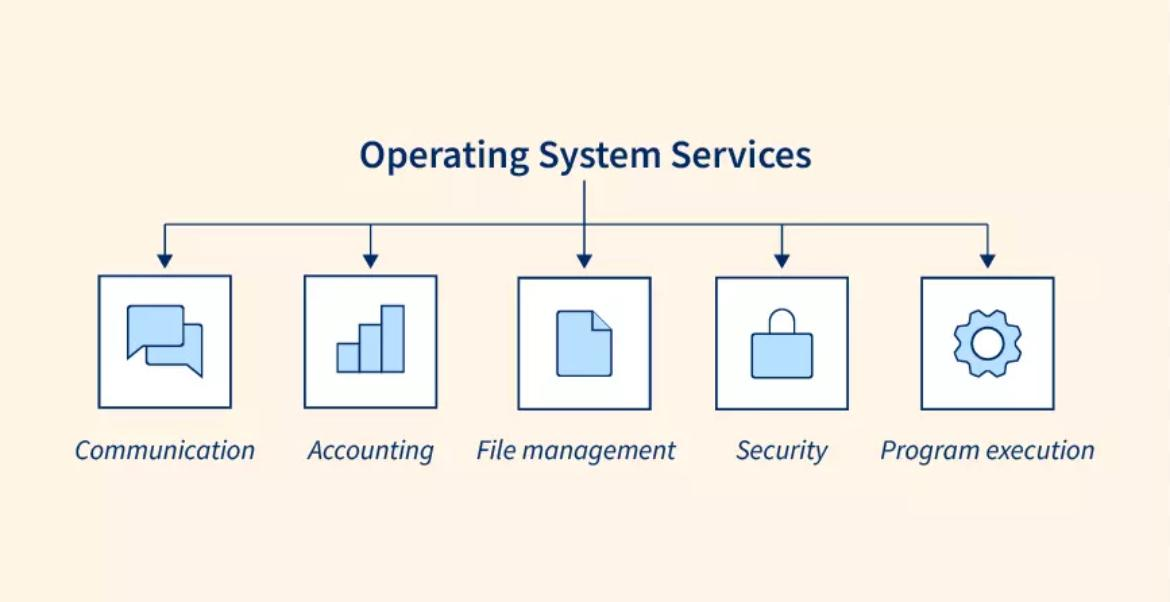 Operating System Services
Communication
Accounting
File management
Security
Program execution